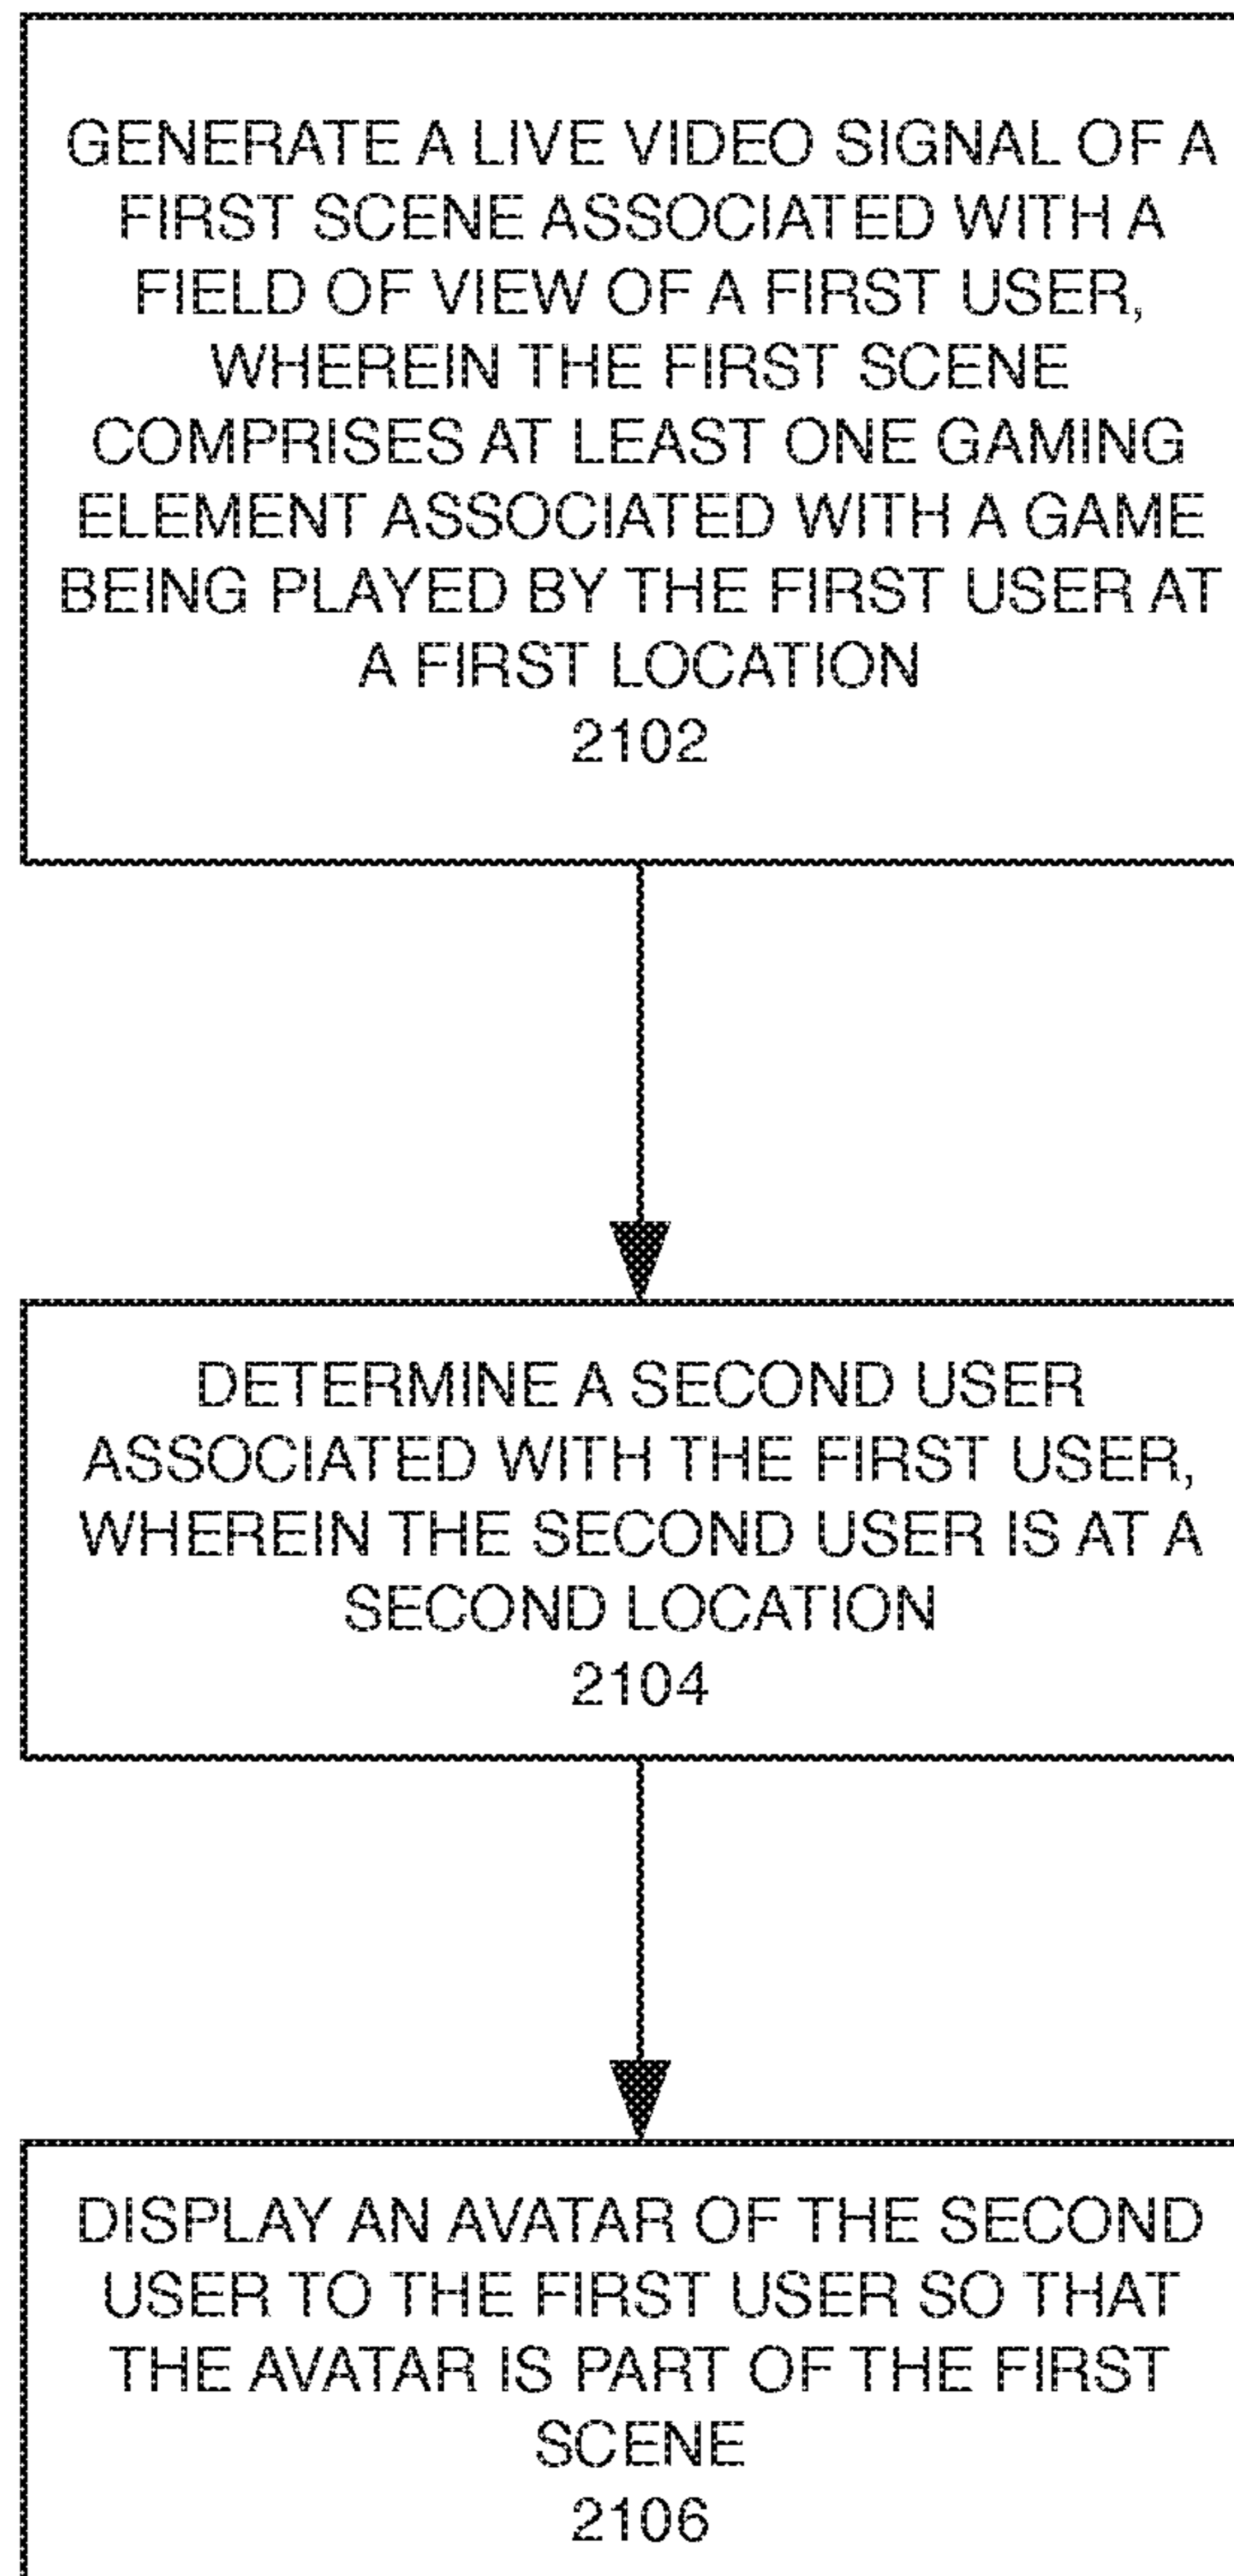 GENERATE A LIVE VIDEO SIGNAL OF A
FIRST SCENE ASSOCIATED WITH A
FIELD OF VIEW OF A FIRST USER,
WHEREIN THE FIRST SCENE
COMPRISES AT LEAST ONE GAMING
ELEMENT ASSOCIATED WITH A GAME
BEING PLAYED BY THE FIRST USER AT
A FIRST LOCATION
2102
DETERMINE A SECOND USER
ASSOCIATED WITH THE FIRST USER,
WHEREIN THE SECOND USER IS AT A
SECOND LOCATION
2104
DISPLAY AN AVATAR OF THE SECOND
USER TO THE FIRST USER SO THAT
THE AVATAR IS PART OF THE FIRST
SCENE
2106